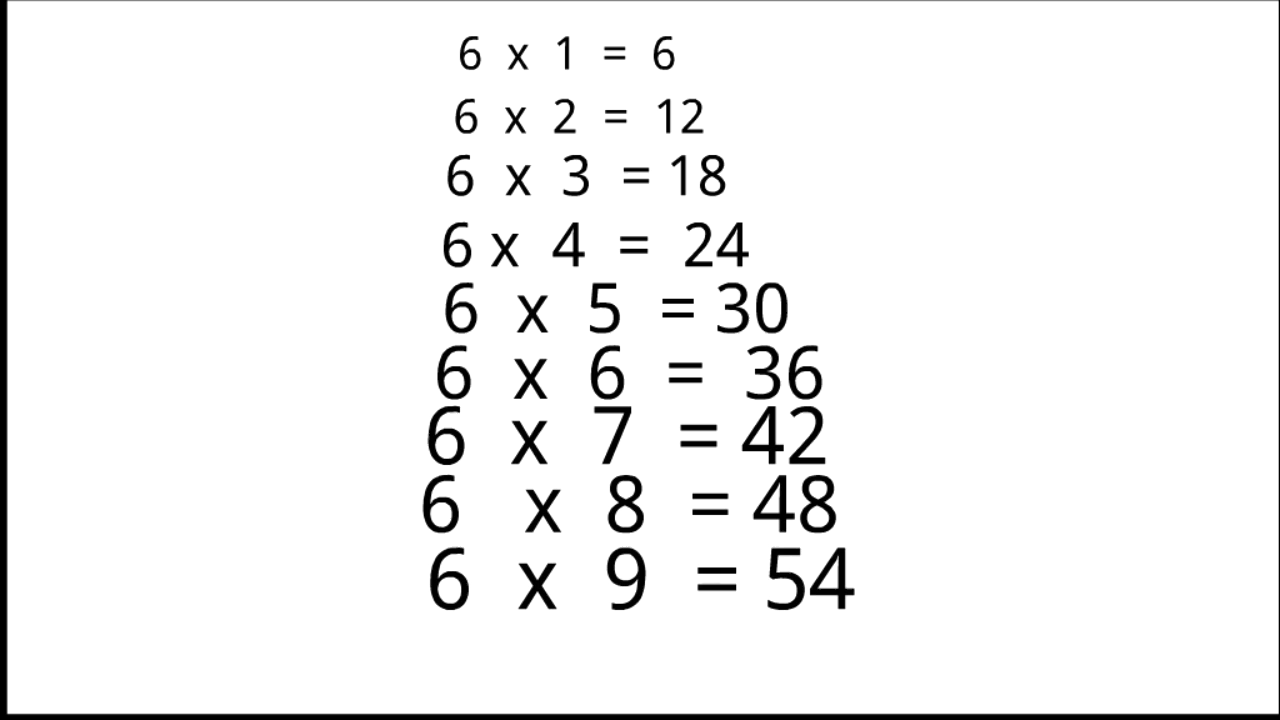 6 x 1 = 6
6 x 2 = 12
6 x 3 = 18
6 x 4 = 24
6 x 5 = 30
6 x 6 = 36
6 x 7 = 42
6 x 8 = 48
6 x 9 = 54